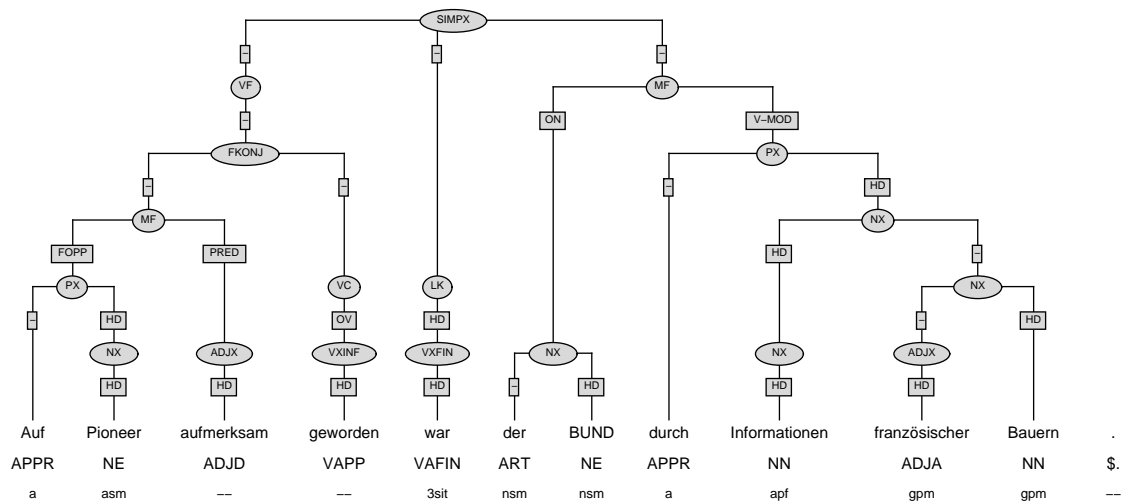 SIMPX
– – –
VF MF
– ON V–MOD
FKONJ PX
– – – HD
MF NX
FOPP PRED HD –
PX VC LK NX
– HD OV HD – HD
NX ADJX VXINF VXFIN NX NX ADJX
HD HD HD HD – HD HD HD
Auf Pioneer aufmerksam geworden war der BUND durch Informationen französischer Bauern .
APPR NE ADJD VAPP VAFIN ART NE APPR NN ADJA NN $.
a asm –– –– 3sit nsm nsm a apf gpm gpm ––